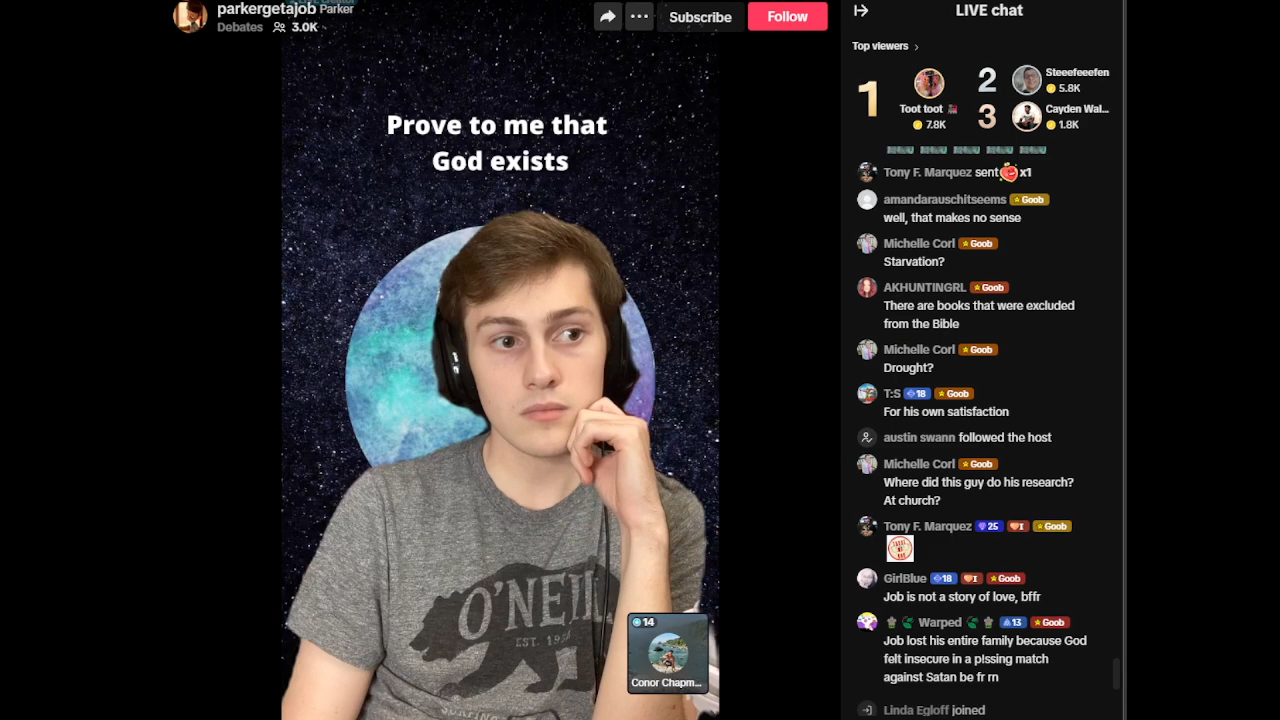 parkergetajob Parker
Debates 3.0K
Subscribe
Follow
Prove to me that
God exists
O'NEIL
EST. 1952
14
Conor Chapm...
LIVE chat
Top viewers
1
Toot toot
7.8K
2
Steeefeeefen
5.8K
3
Cayden Wal...
1.8K
Tony F. Marquez sent x1
amandarauschitseems Goob
well, that makes no sense
Michelle Corl Goob
Starvation?
AKHUNTINGRL Goob
There are books that were excluded
from the Bible
Michelle Corl Goob
Drought?
T:S 18 Goob
For his own satisfaction
austin swann followed the host
Michelle Corl Goob
Where did this guy do his research?
At church?
Tony F. Marquez 25 I Goob
GirlBlue 18 I Goob
Job is not a story of love, bffr
Warped 13 Goob
Job lost his entire family because God
felt insecure in a p!ssing match
against Satan be fr rn
Linda Egloff joined